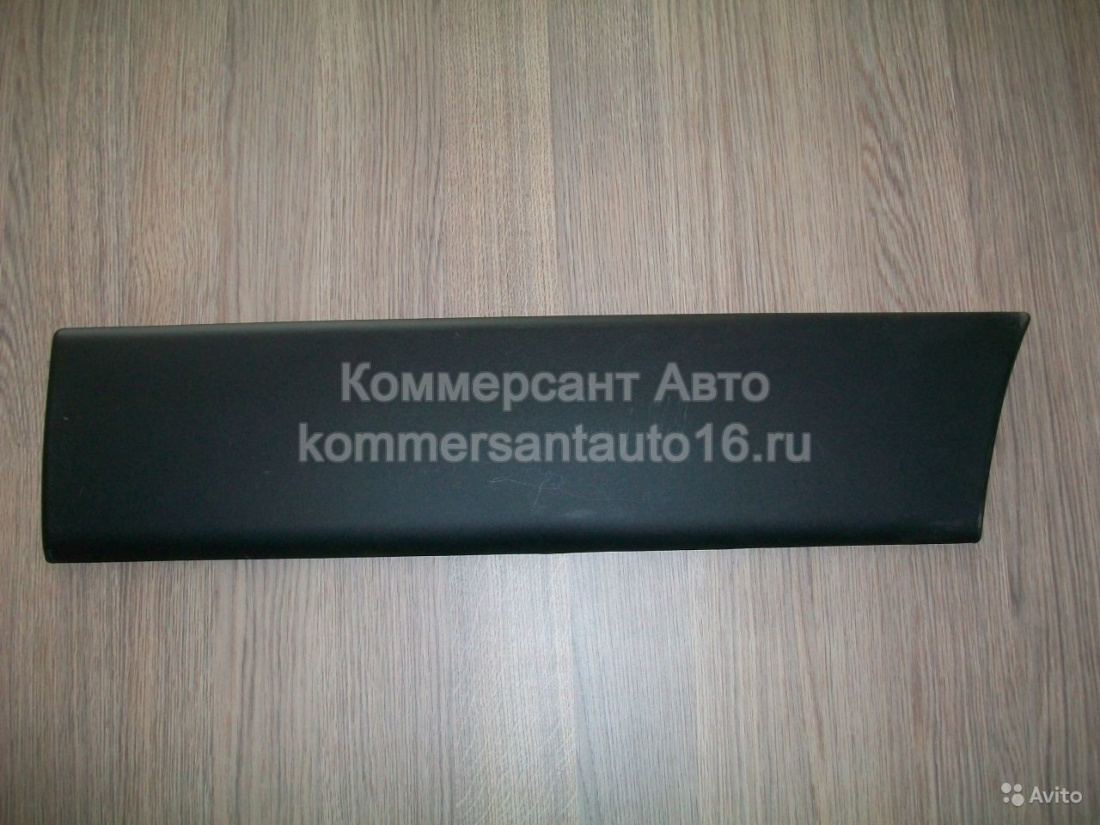 Коммерсант Авто
kommersantauto16.ru
Avito